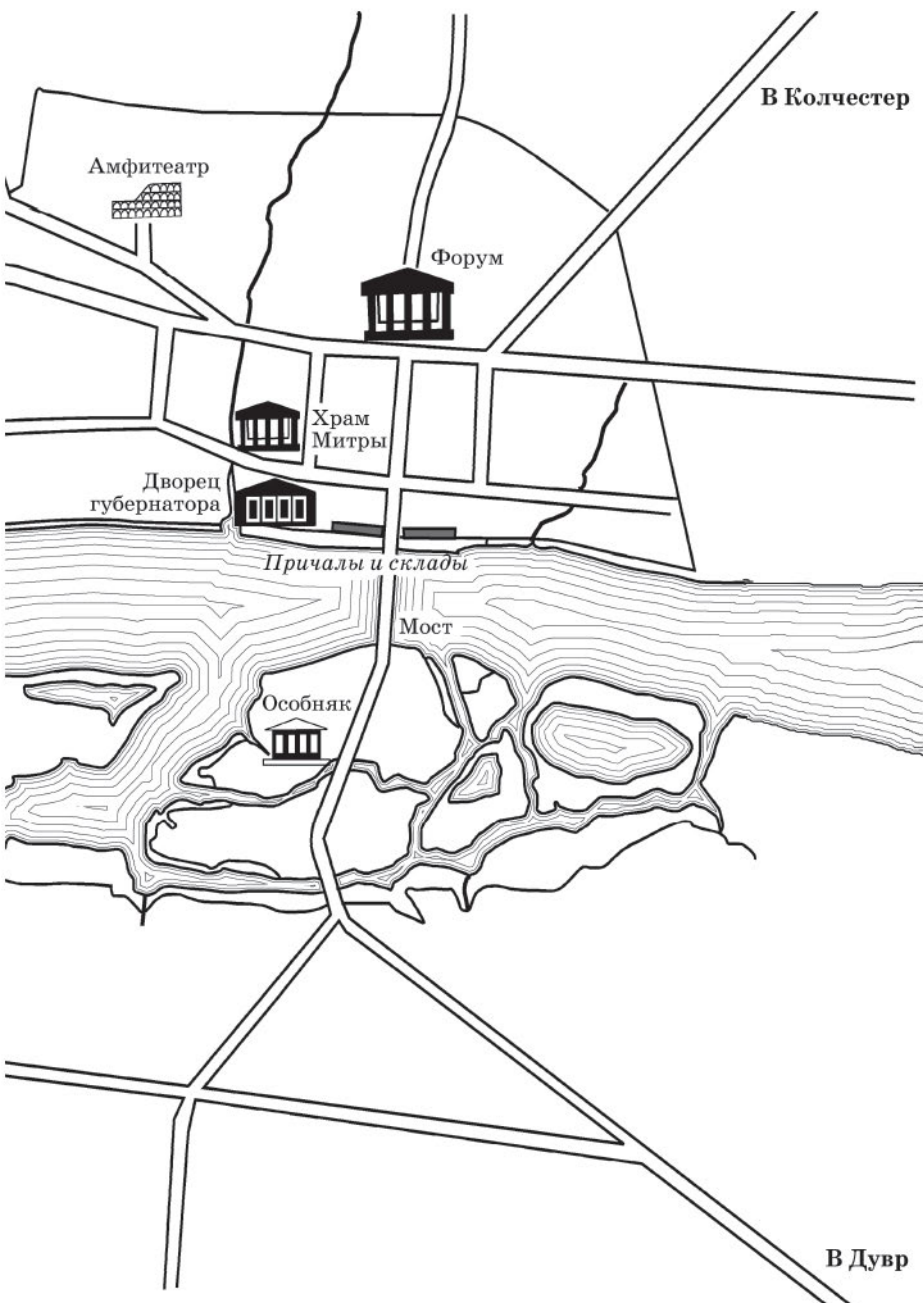 В Колчестер
Амфитеатр
Форум
Храм
Митры
Дворец
губернатора
Причалы и склады
Мост
Особняк
В Дувр